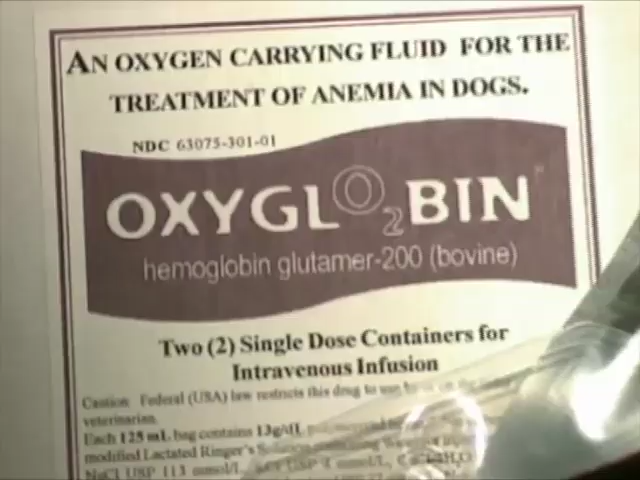 AN OXYGEN CARRYING FLUID FOR THE
TREATMENT OF ANEMIA IN DOGS.
NDC 63075-301-01
OXYGLO2BIN
hemoglobin glutamer-200 (bovine)
Two (2) Single Dose Containers for
Intravenous Infusion
Caution Federal (USA) law restricts this drug to use
veterinarian.
Each 125 mL bag contains 13g/dL
modified Lactated Ringer's Solution
NaCl USP 113 mmol/L,